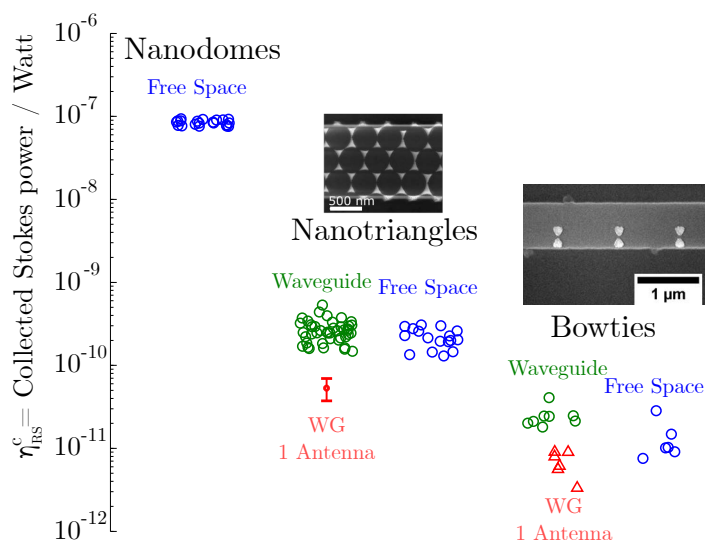 Nanodomes
Free Space
500 nm
Nanotriangles
Waveguide
Free Space
WG
1 Antenna
1 µm
Bowties
Waveguide
Free Space
WG
1 Antenna
η^c_IRS = Collected Stokes power / Watt
10^-6
10^-7
10^-8
10^-9
10^-10
10^-11
10^-12